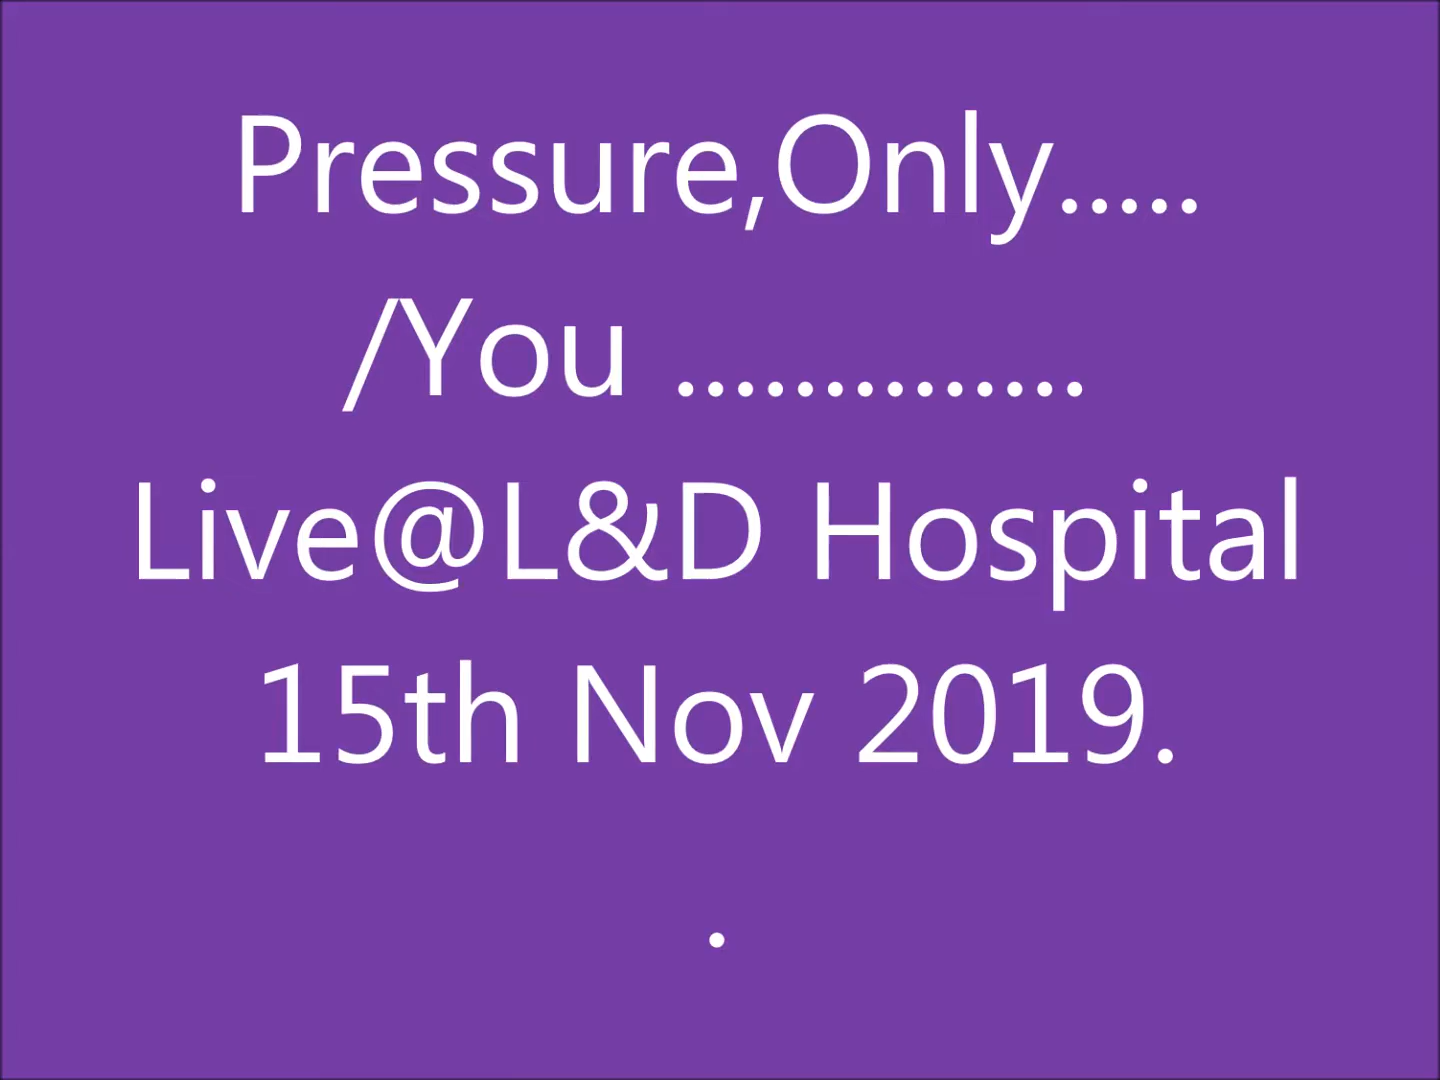 Pressure,Only.....
/You ..............
Live@L&D Hospital
15th Nov 2019.
.